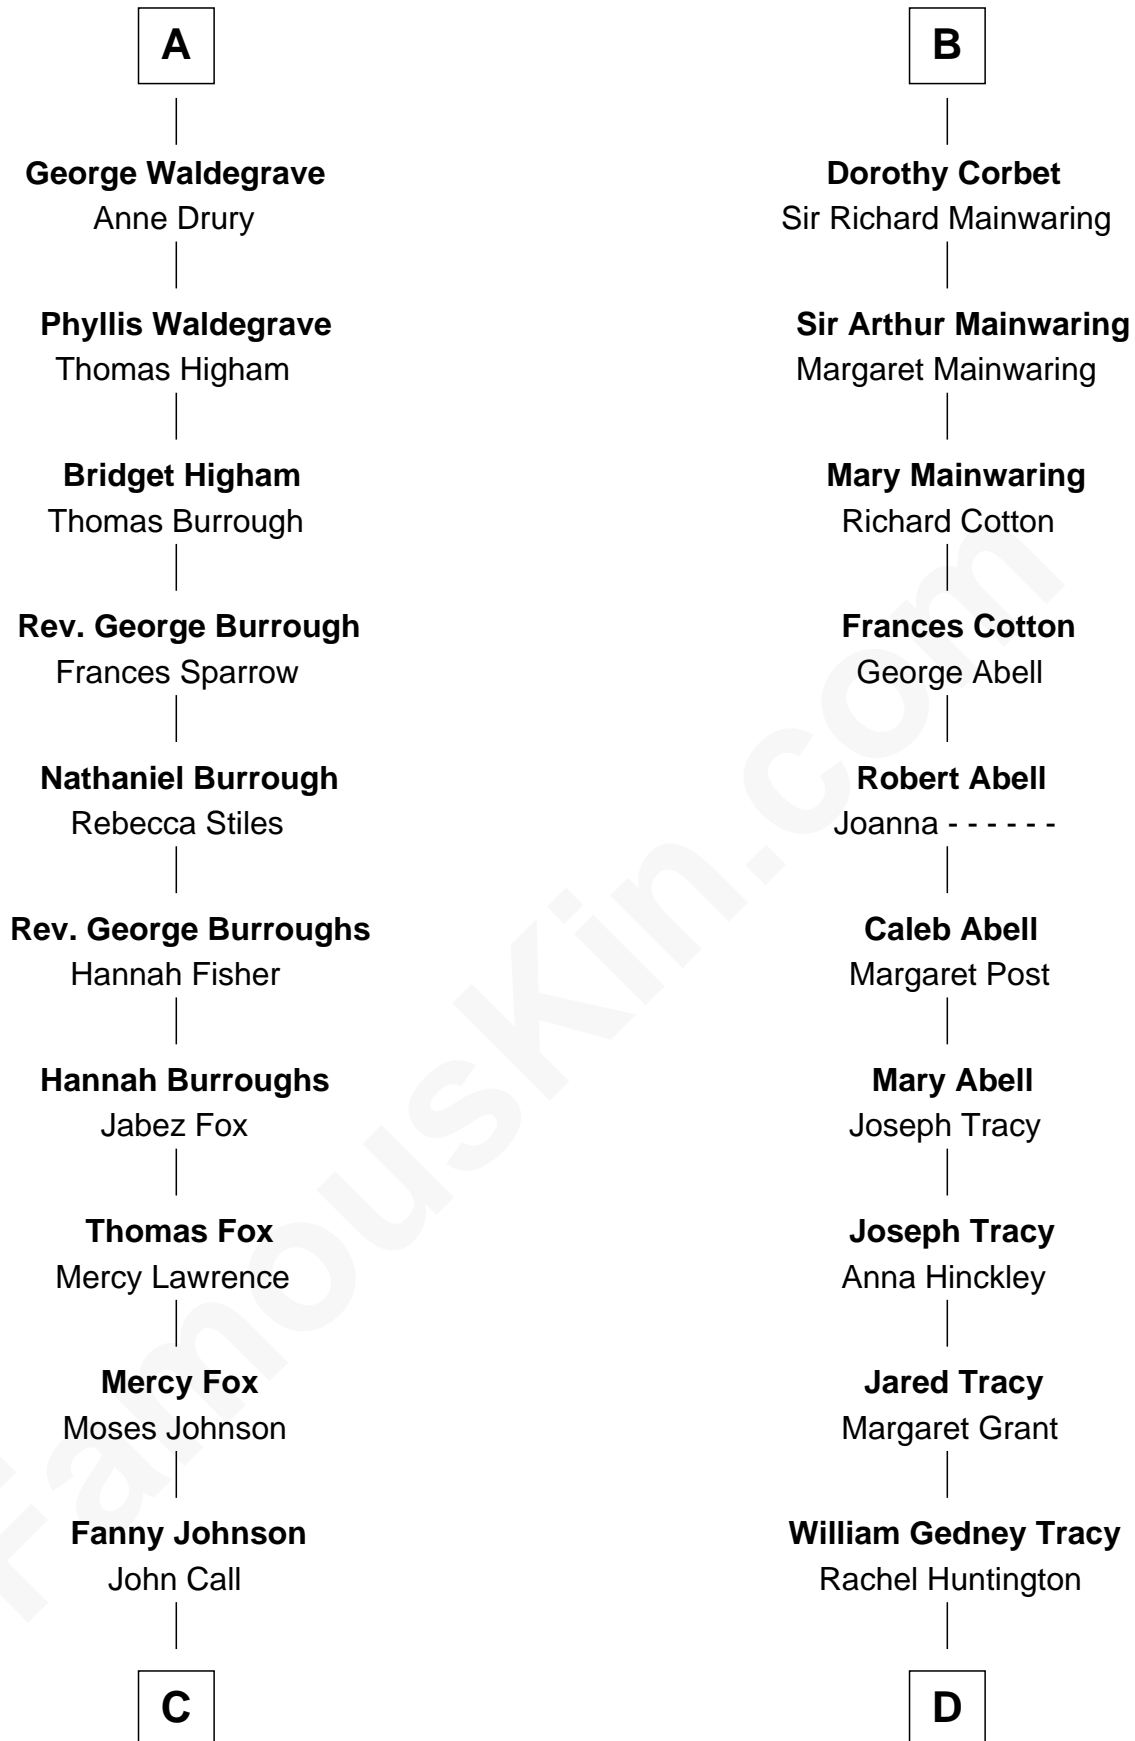 A
George Waldegrave
Anne Drury
Phyllis Waldegrave
Thomas Higham
Bridget Higham
Thomas Burrough
Rev. George Burrough
Frances Sparrow
Nathaniel Burrough
Rebecca Stiles
Rev. George Burroughs
Hannah Fisher
Hannah Burroughs
Jabez Fox
Thomas Fox
Mercy Lawrence
Mercy Fox
Moses Johnson
Fanny Johnson
John Call
C
B
Dorothy Corbet
Sir Richard Mainwaring
Sir Arthur Mainwaring
Margaret Mainwaring
Mary Mainwaring
Richard Cotton
Frances Cotton
George Abell
Robert Abell
Joanna - - - - - -
Caleb Abell
Margaret Post
Mary Abell
Joseph Tracy
Joseph Tracy
Anna Hinckley
Jared Tracy
Margaret Grant
William Gedney Tracy
Rachel Huntington
D
FamousKin.com